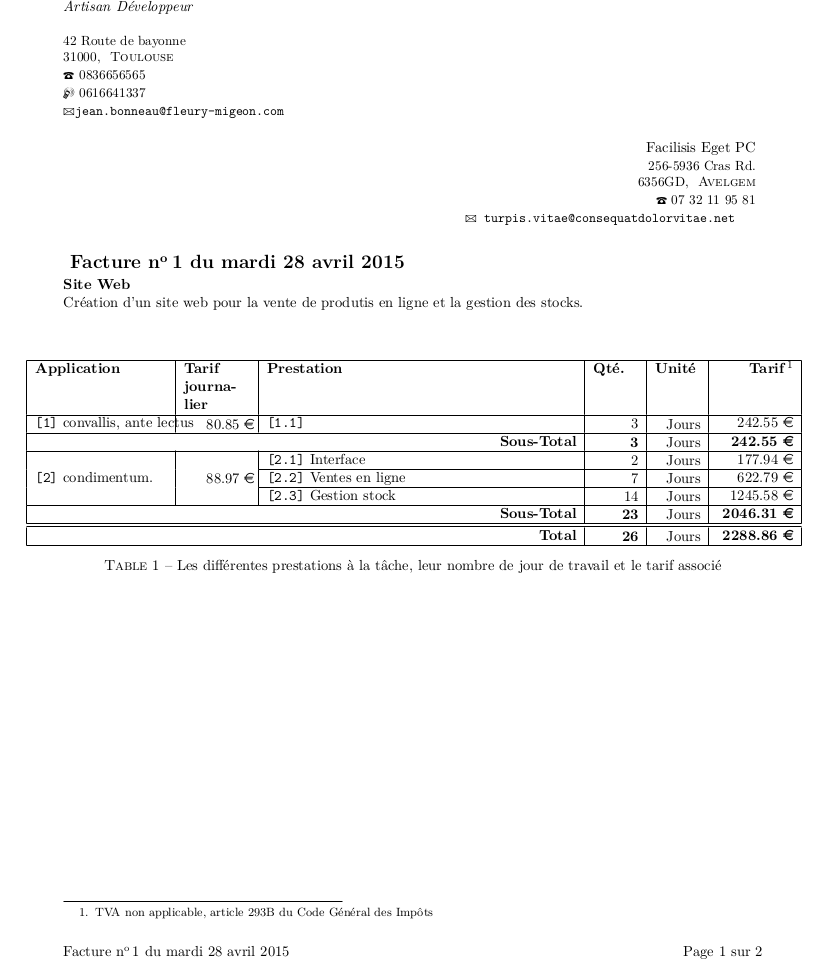 Artisan Développeur
42 Route de bayonne
31000, Toulouse
☎ 0836656565
0616641337
✉jean.bonneau@fleury-migeon.com
Facilisis Eget PC
256-5936 Cras Rd.
6356GD, Avelgem
☎ 07 32 11 95 81
✉ turpis.vitae@consequatdolorvitae.net
Facture nº 1 du mardi 28 avril 2015
Site Web
Création d'un site web pour la vente de produtis en ligne et la gestion des stocks.
Application Tarif journa-lier Prestation Qté. Unité Tarif 1
[1] convallis, ante lectus 80.85 € [1.1] 3 Jours 242.55 €
Sous-Total 3 Jours 242.55 €
[2.1] Interface 2 Jours 177.94 €
[2] condimentum. 88.97 € [2.2] Ventes en ligne 7 Jours 622.79 €
[2.3] Gestion stock 14 Jours 1245.58 €
Sous-Total 23 Jours 2046.31 €
Total 26 Jours 2288.86 €
Table 1 – Les différentes prestations à la tâche, leur nombre de jour de travail et le tarif associé
1. TVA non applicable, article 293B du Code Général des Impôts
Facture nº 1 du mardi 28 avril 2015 Page 1 sur 2